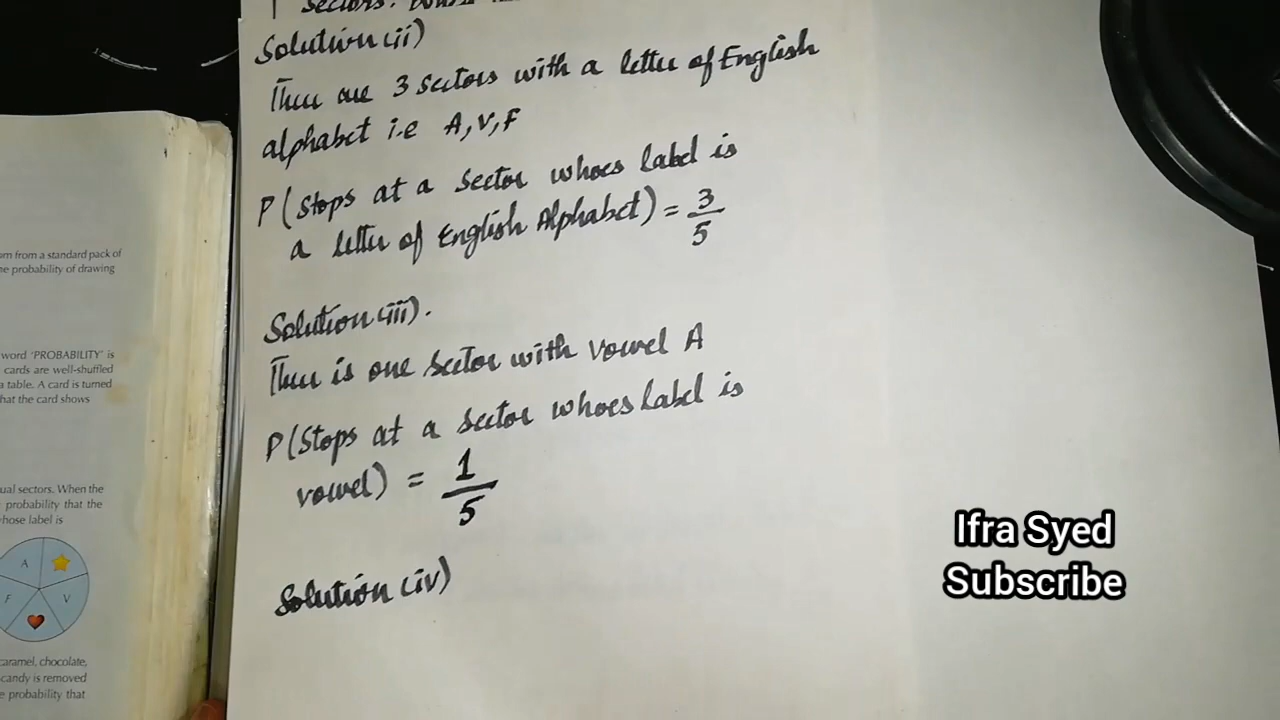 Sectors.
Solution (ii)
There are 3 Sectors with a letter of English
alphabet i.e A, V, F
P (Stops at a Sector whoes label is
a letter of English Alphabet) = 3/5
Solution (iii).
There is one Sector with vowel A
P (Stops at a Sector whoes label is
vowel) = 1/5
Solution (iv)
om from a standard pack of
e probability of drawing
word 'PROBABILITY' is
cards are well-shuffled
a table. A card is turned
hat the card shows
ual sectors. When the
probability that the
hose label is
A
F
V
caramel, chocolate,
candy is removed
e probability that
Ifra Syed
Subscribe